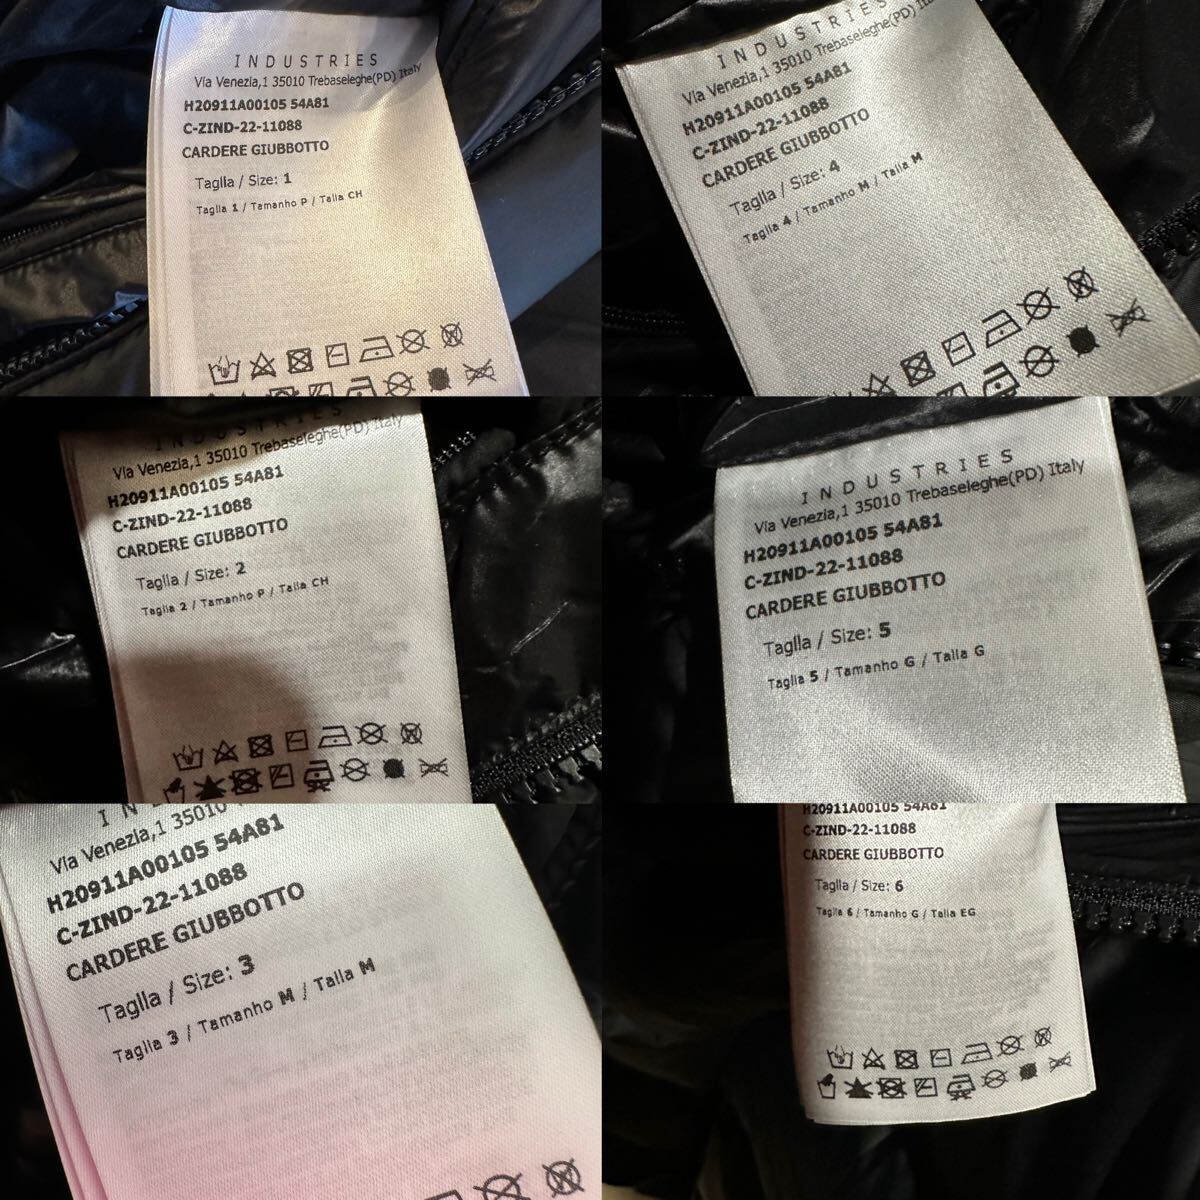 INDUSTRIES
Via Venezia,1 35010 Trebaseleghe(PD) Italy
H20911A00105 54A81
C-ZIND-22-11088
CARDERE GIUBBOTTO
Taglia / Size: 1
Taglia 1 / Tamanho P / Talla CH
INDUSTRIES
Via Venezia,1 35010 Trebaseleghe(PD)
H20911A00105 54A81
C-ZIND-22-11088
CARDERE GIUBBOTTO
Taglia / Size: 4
Taglia 4 / Tamanho M / Talla M
INDUSTRIES
Via Venezia,1 35010 Trebaseleghe(PD) Italy
H20911A00105 54A81
C-ZIND-22-11088
CARDERE GIUBBOTTO
Taglia / Size: 2
Taglia 2 / Tamanho P / Talla CH
INDUSTRIES
Via Venezia,1 35010 Trebaseleghe(PD) Italy
H20911A00105 54A81
C-ZIND-22-11088
CARDERE GIUBBOTTO
Taglia / Size: 5
Taglia 5 / Tamanho G / Talla G
Via Venezia,1 35010
H20911A00105 54A81
C-ZIND-22-11088
CARDERE GIUBBOTTO
Taglia / Size: 3
Taglia 3 / Tamanho M / Talla M
H20911A00105 54A81
C-ZIND-22-11088
CARDERE GIUBBOTTO
Taglia / Size: 6
Taglia 6 / Tamanho G / Talla EG